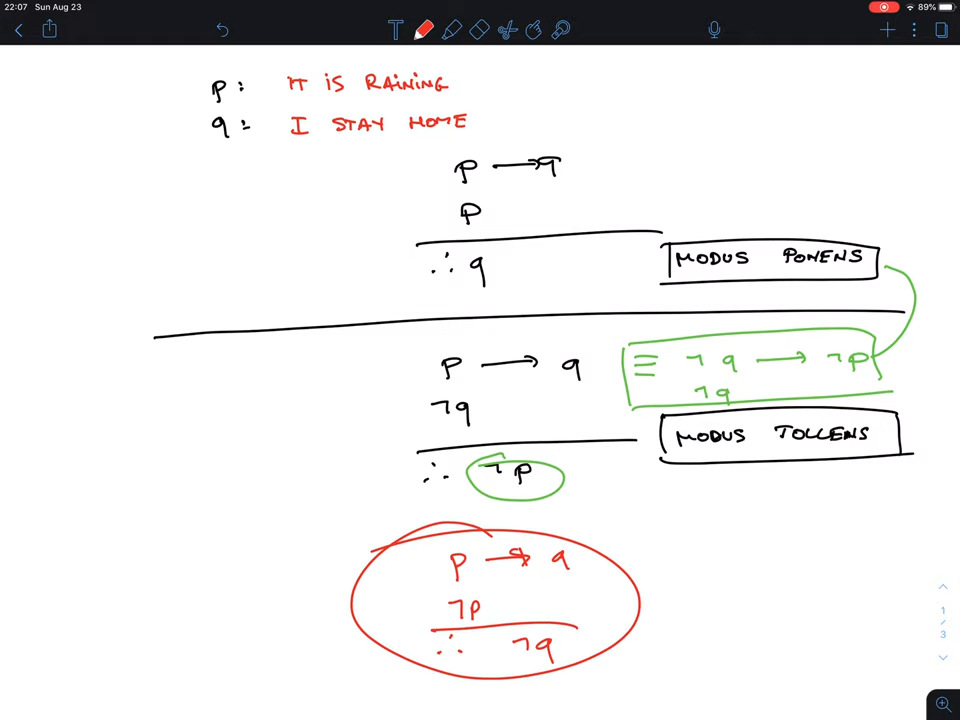 22:07 Sun Aug 23 89%
p: IT IS RAINING
q: I STAY HOME
p → q
p
∴ q MODUS PONENS
p → q ≡ ¬q → ¬p
¬q ¬q
MODUS TOLLENS
∴ ¬p
p → q
¬p
∴ ¬q
1
/
3